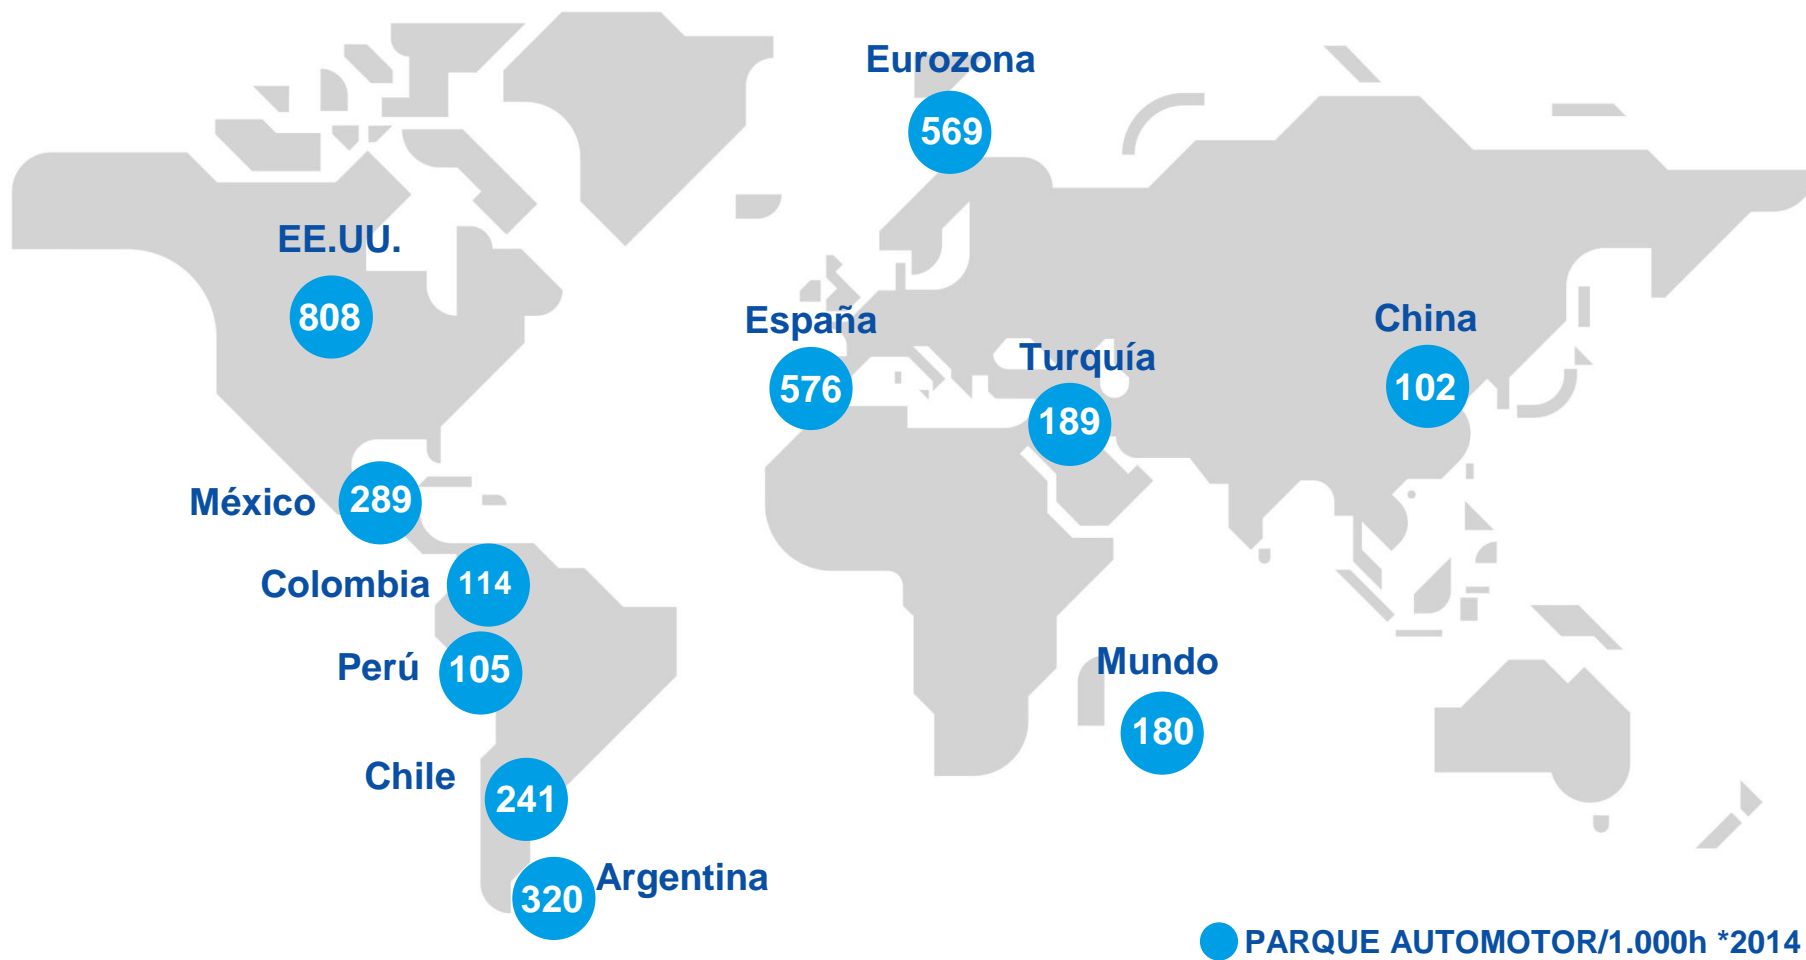 Eurozona
569
EE.UU.
808
España
576
Turquía
189
China
102
México
289
Colombia
114
Perú
105
Mundo
180
Chile
241
Argentina
320
PARQUE AUTOMOTOR/1.000h *2014